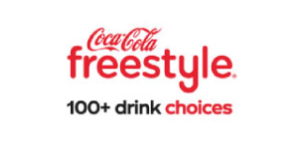 Coca-Cola
freestyle®
100+ drink choices